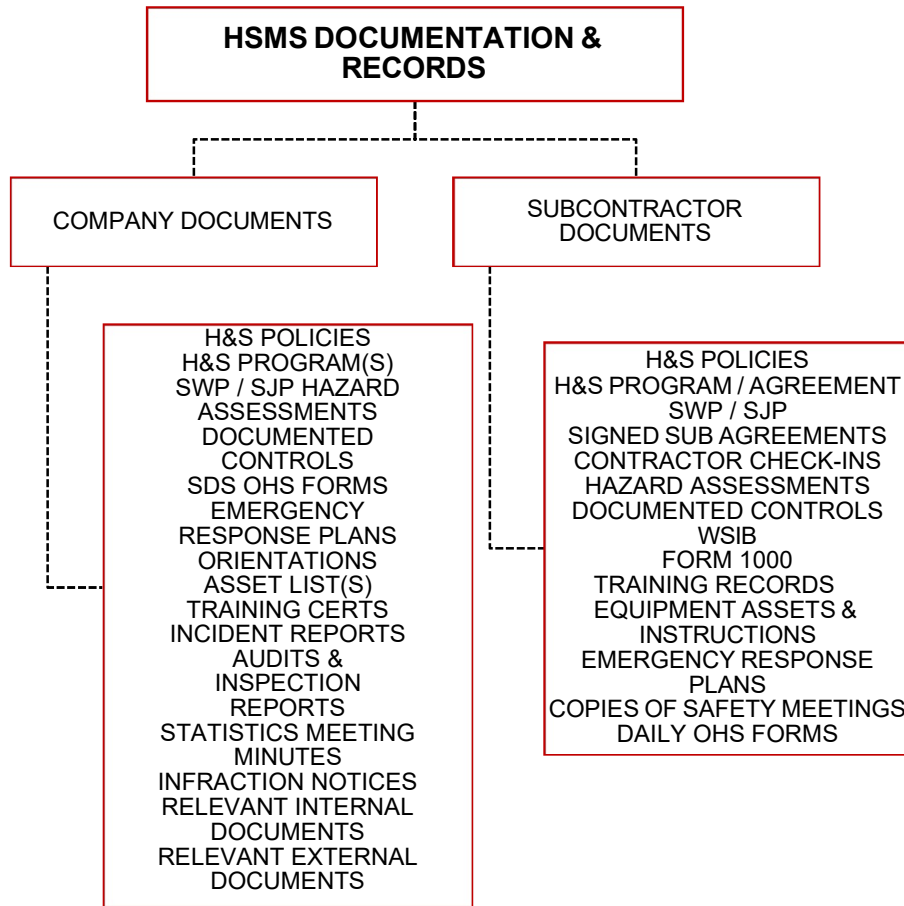 HSMS DOCUMENTATION &
RECORDS
COMPANY DOCUMENTS
SUBCONTRACTOR
DOCUMENTS
H&S POLICIES
H&S PROGRAM(S)
SWP / SJP HAZARD
ASSESSMENTS
DOCUMENTED
CONTROLS
SDS OHS FORMS
EMERGENCY
RESPONSE PLANS
ORIENTATIONS
ASSET LIST(S)
TRAINING CERTS
INCIDENT REPORTS
AUDITS &
INSPECTION
REPORTS
STATISTICS MEETING
MINUTES
INFRACTION NOTICES
RELEVANT INTERNAL
DOCUMENTS
RELEVANT EXTERNAL
DOCUMENTS
H&S POLICIES
H&S PROGRAM / AGREEMENT
SWP / SJP
SIGNED SUB AGREEMENTS
CONTRACTOR CHECK-INS
HAZARD ASSESSMENTS
DOCUMENTED CONTROLS
WSIB
FORM 1000
TRAINING RECORDS
EQUIPMENT ASSETS &
INSTRUCTIONS
EMERGENCY RESPONSE
PLANS
COPIES OF SAFETY MEETINGS
DAILY OHS FORMS